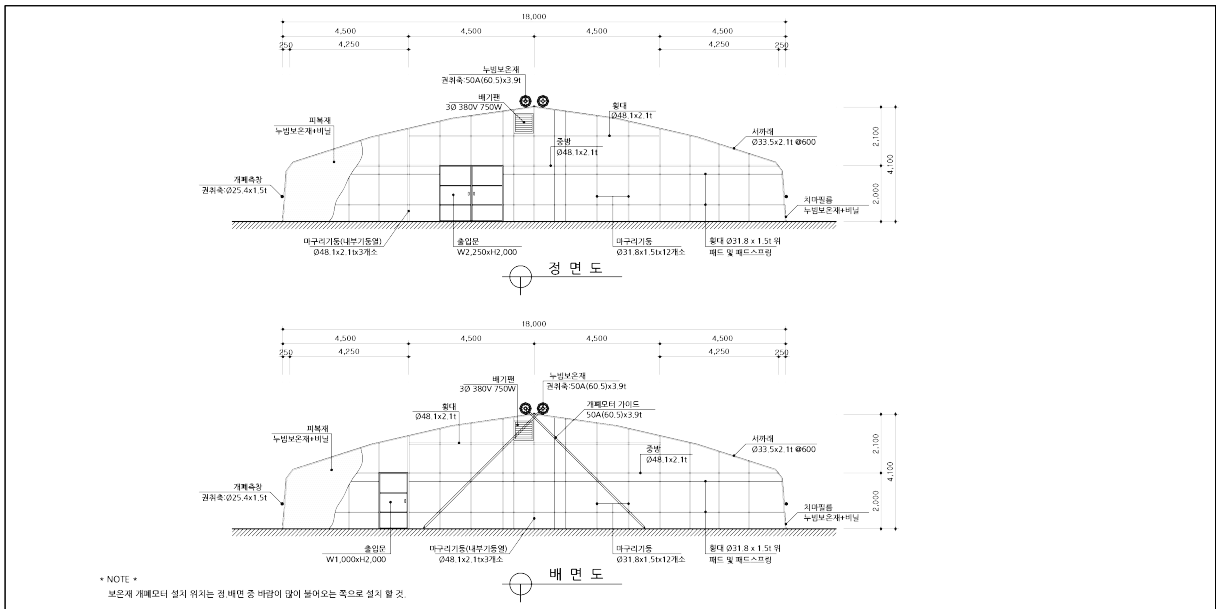 18,000
4,500 4,500 4,500 4,500
250 4,250 4,250 250
누빔보온재
권취축:50A(60.5)x3.9t
배기팬
3Ø 380V 750W
횡대
Ø48.1x2.1t
피복재
누빔보온재+비닐
중방
Ø48.1x2.1t
서까래
Ø33.5x2.1t @600
2,100
4,100
2,000
개폐측창
권취축:Ø25.4x1.5t
치마필름
누빔보온재+비닐
마구리기둥(내부기둥열)
Ø48.1x2.1tx3개소
출입문
W2,250xH2,000
마구리기둥
Ø31.8x1.5tx12개소
횡대 Ø31.8 x 1.5t 위
패드 및 패드스프링
정 면 도
18,000
4,500 4,500 4,500 4,500
250 4,250 4,250 250
배기팬
3Ø 380V 750W
누빔보온재
권취축:50A(60.5)x3.9t
횡대
Ø48.1x2.1t
개폐모터 가이드
50A(60.5)x3.9t
피복재
누빔보온재+비닐
중방
Ø48.1x2.1t
서까래
Ø33.5x2.1t @600
2,100
4,100
2,000
개폐측창
권취축:Ø25.4x1.5t
치마필름
누빔보온재+비닐
출입문
W1,000xH2,000
마구리기둥(내부기둥열)
Ø48.1x2.1tx3개소
마구리기둥
Ø31.8x1.5tx12개소
횡대 Ø31.8 x 1.5t 위
패드 및 패드스프링
배 면 도
* NOTE *
보온재 개폐모터 설치 위치는 정,배면 중 바람이 많이 불어오는 쪽으로 설치 할 것.